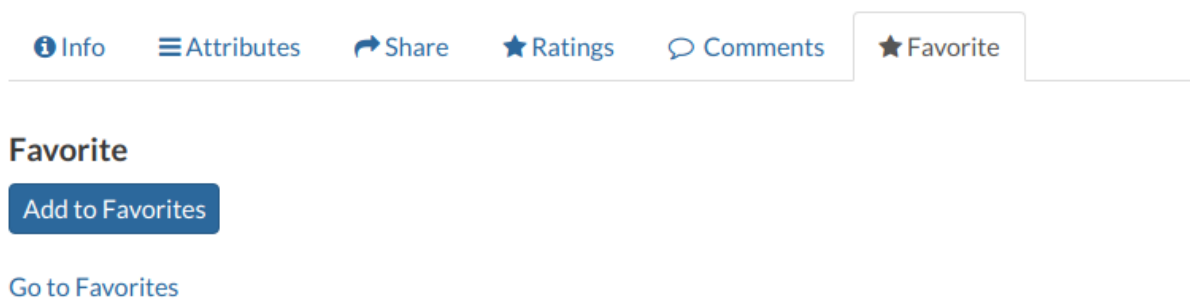 Info Attributes Share Ratings Comments Favorite
Favorite
Add to Favorites
Go to Favorites